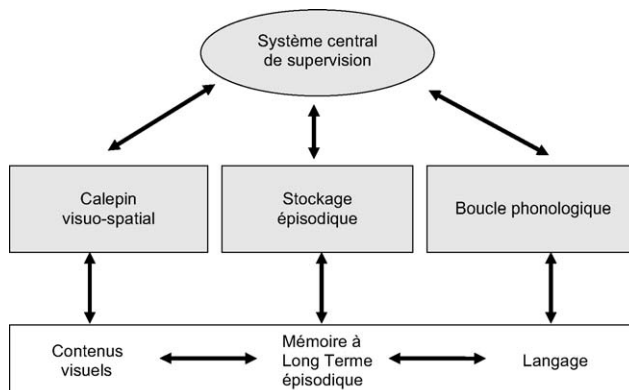 Système central
de supervision
Calepin
visuo-spatial
Stockage
épisodique
Boucle phonologique
Contenus
visuels
Mémoire à
Long Terme
épisodique
Langage